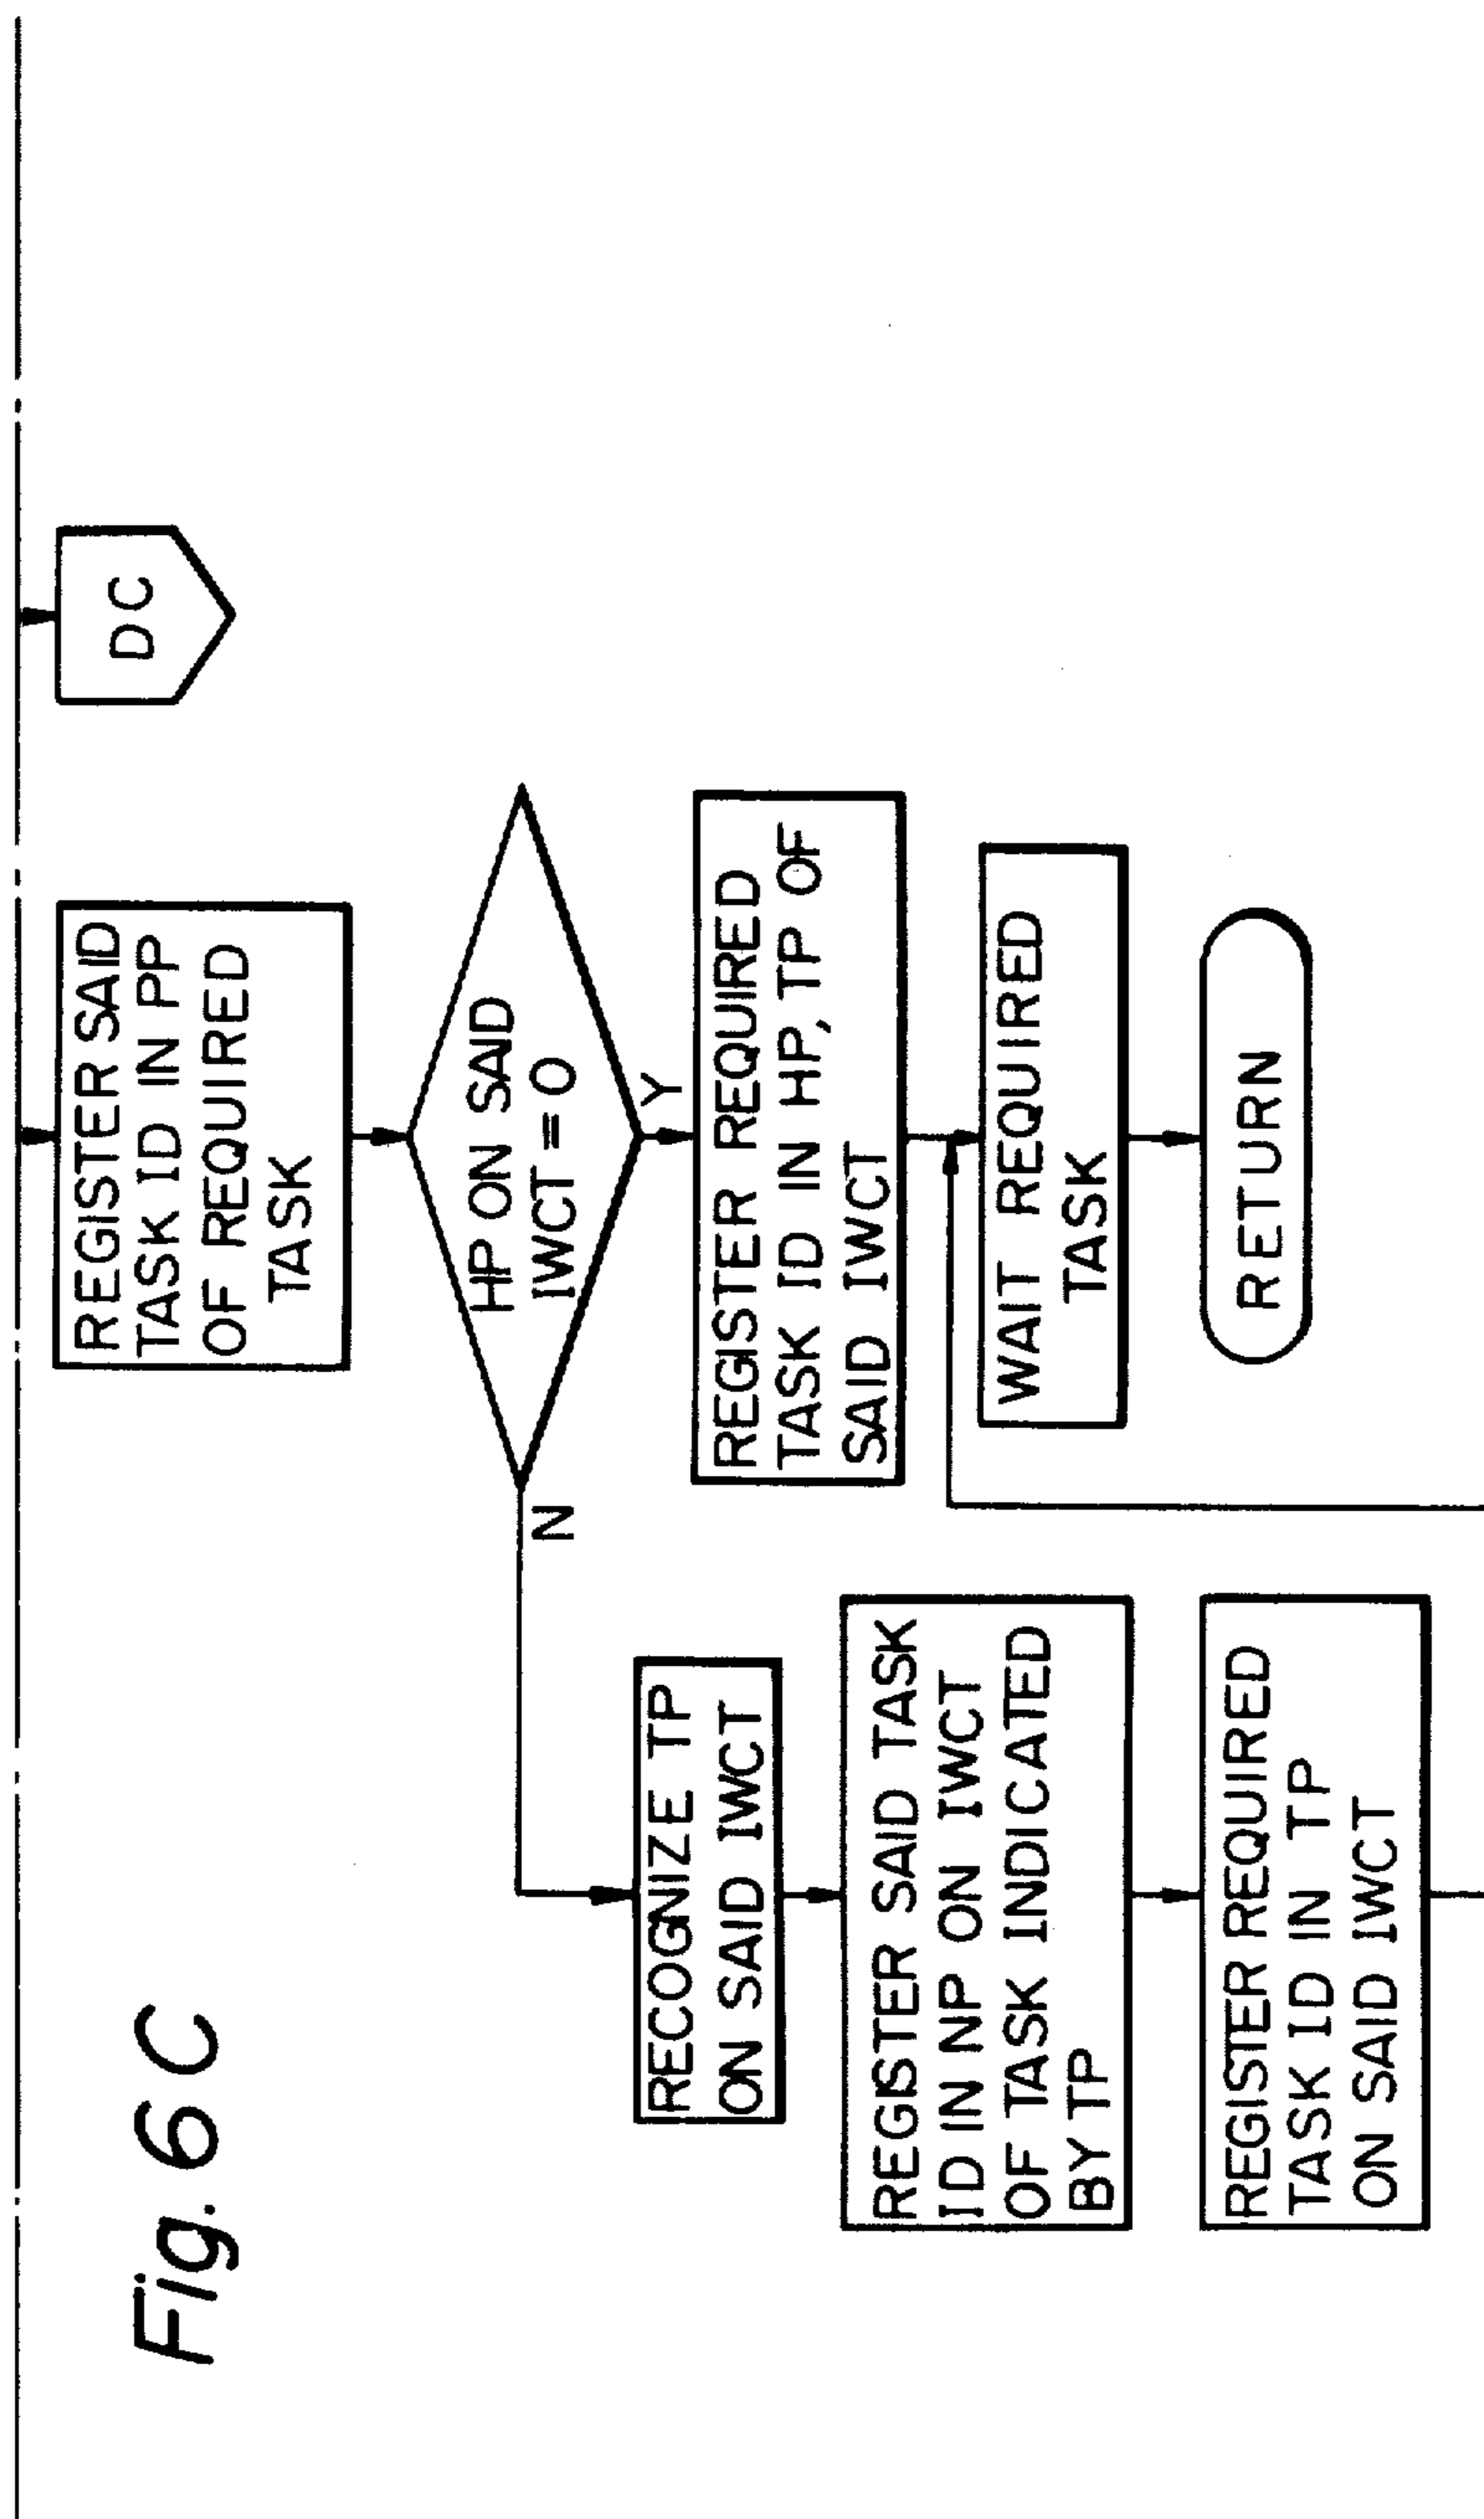 Fig. 6 C
REGISTER SAID
TASK ID IN PP
OF REQUIRED
TASK
DC
HP ON SAID
IWCT = 0
N
Y
RECOGNIZE TP
ON SAID IWCT
REGISTER SAID TASK
ID IN NP ON IWCT
OF TASK INDICATED
BY TP
REGISTER REQUIRED
TASK ID IN TP
ON SAID IWCT
REGISTER REQUIRED
TASK ID IN HP, TP OF
SAID IWCT
WAIT REQUIRED
TASK
RETURN